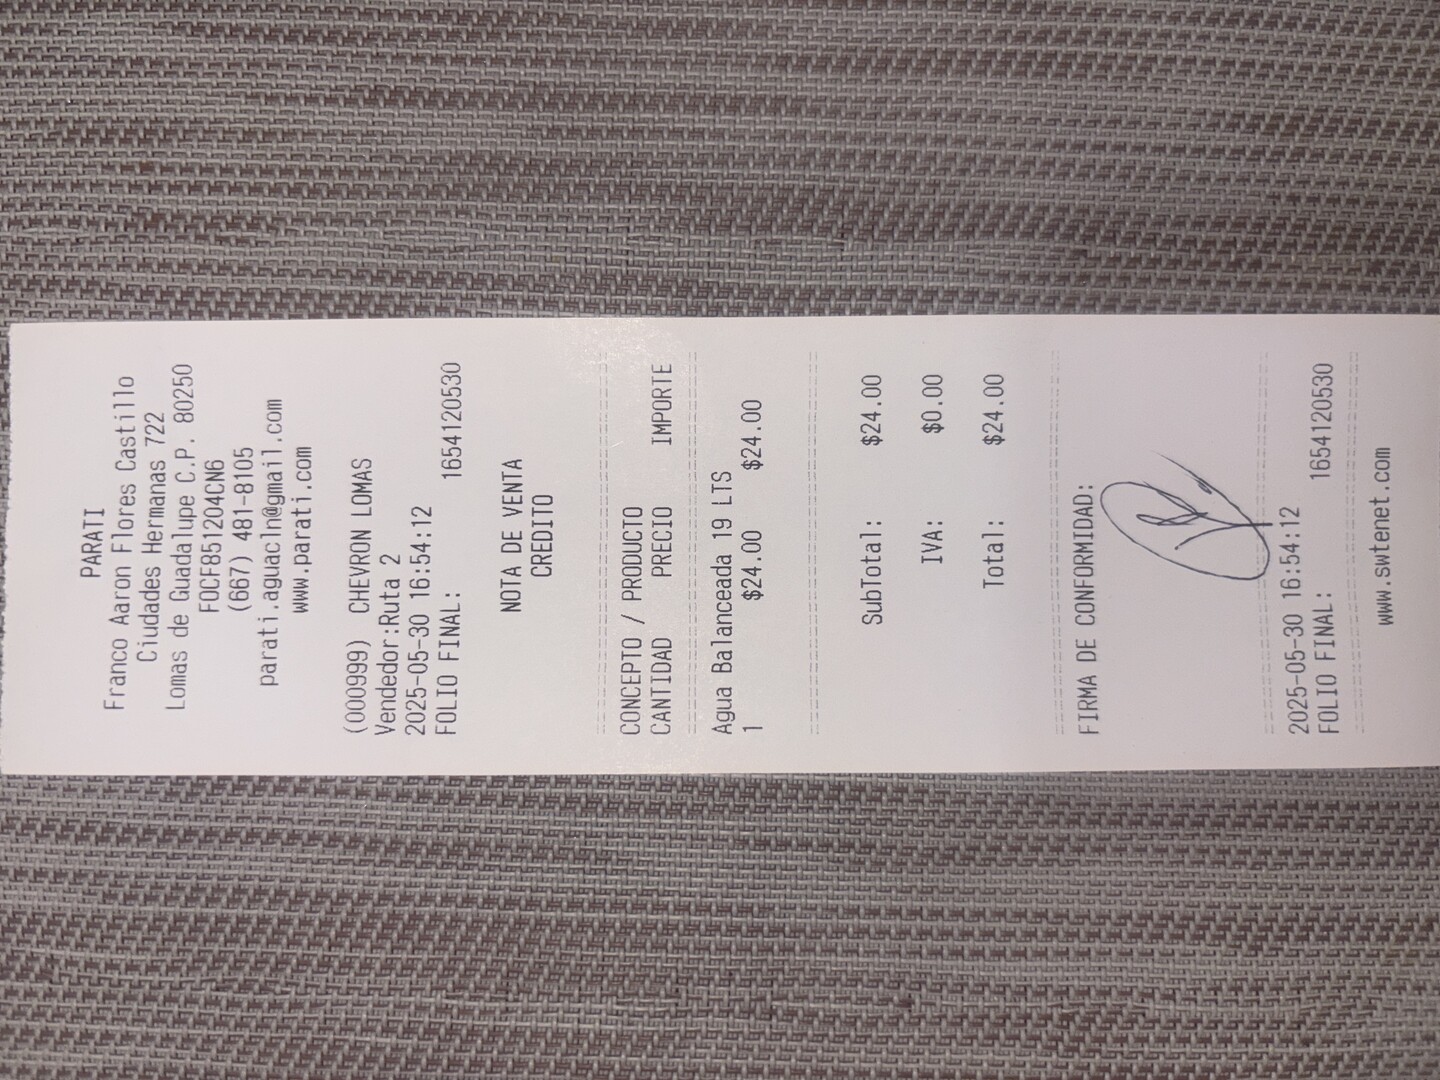 PARATI
Franco Aaron Flores Castillo
Ciudades Hermanas 722
Lomas de Guadalupe C.P. 80250
FOCF851204CN6
(667) 481-8105
parati.aguacln@gmail.com
www.parati.com
(000999) CHEVRON LOMAS
Vendedor:Ruta 2
2025-05-30 16:54:12
FOLIO FINAL: 1654120530
NOTA DE VENTA
CREDITO
CONCEPTO / PRODUCTO
CANTIDAD PRECIO IMPORTE
Agua Balanceada 19 LTS
1 $24.00 $24.00
SubTotal: $24.00
IVA: $0.00
Total: $24.00
FIRMA DE CONFORMIDAD:
2025-05-30 16:54:12
FOLIO FINAL: 1654120530
www.swtenet.com